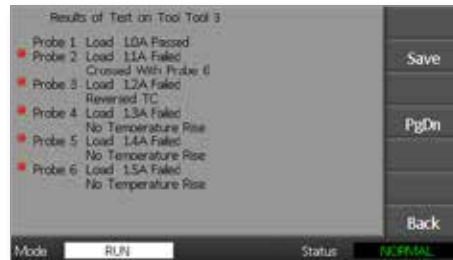 Results of Test on Tool Tool 3
Probe 1 Load 1.0A Passed
Probe 2 Load 1.1A Failed
Crossed With Probe 6
Probe 3 Load 1.2A Failed
Reversed TC
Probe 4 Load 1.3A Failed
No Temperature Rise
Probe 5 Load 1.4A Failed
No Temperature Rise
Probe 6 Load 1.5A Failed
No Temperature Rise
Save
PgDn
Back
Mode RUN Status NORMAL